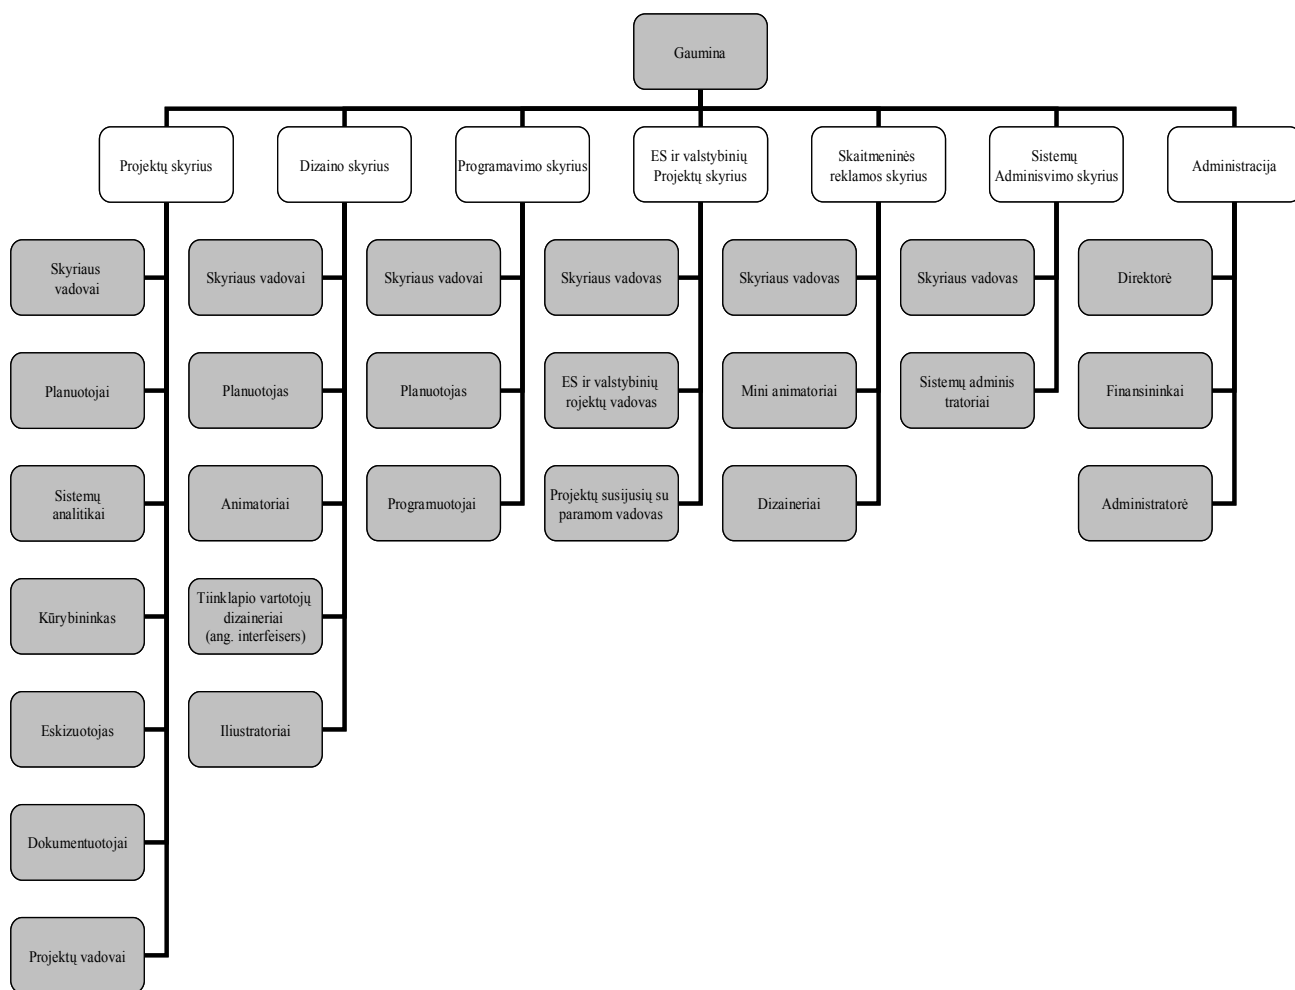 Gaumina
Projektų skyrius
Dizaino skyrius
Programavimo skyrius
ES ir valstybinių
Projektų skyrius
Skaitmeninės
reklamos skyrius
Sistemų
Adminisvimo skyrius
Administracija
Skyriaus
vadovai
Skyriaus vadovai
Skyriaus vadovai
Skyriaus vadovas
Skyriaus vadovas
Skyriaus vadovas
Direktorė
Planuotojai
Planuotojas
Planuotojas
ES ir valstybinių
rojektų vadovas
Mini animatoriai
Sistemų adminis
tratoriai
Finansininkai
Sistemų
analitikai
Animatoriai
Programuotojai
Projektų susijusių su
paramom vadovas
Dizaineriai
Administratorė
Kūrybininkas
Tiinklapio vartotojų
dizaineriai
(ang. interfeisers)
Eskizuotojas
Iliustratoriai
Dokumentuotojai
Projektų vadovai